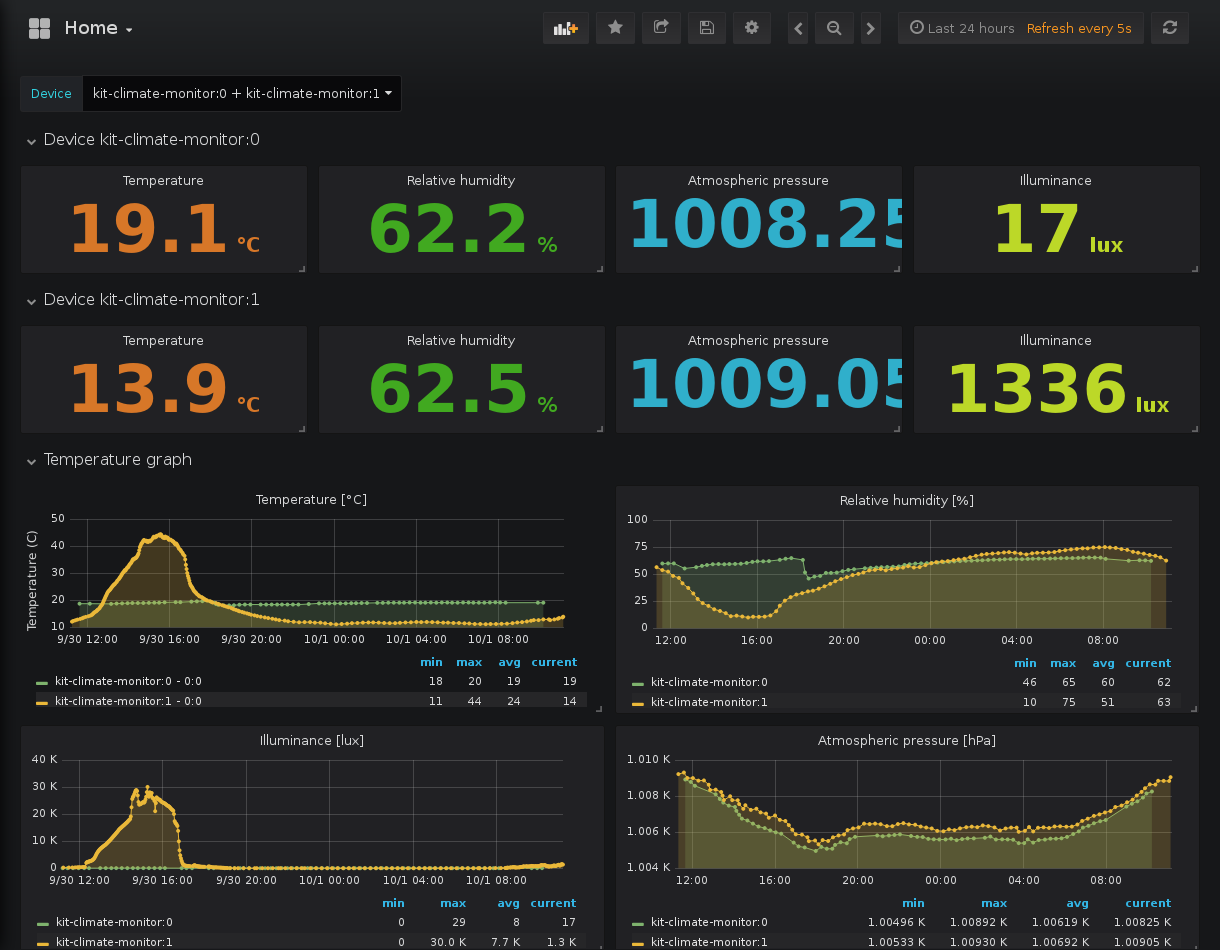 Home
Last 24 hours Refresh every 5s
Device kit-climate-monitor:0 + kit-climate-monitor:1
Device kit-climate-monitor:0
Temperature Relative humidity Atmospheric pressure Illuminance
19.1 °C 62.2 % 1008.25 17 lux
Device kit-climate-monitor:1
Temperature Relative humidity Atmospheric pressure Illuminance
13.9 °C 62.5 % 1009.05 1336 lux
Temperature graph
Temperature [°C]
Temperature (C)
50
40
30
20
10
9/30 12:00 9/30 16:00 9/30 20:00 10/1 00:00 10/1 04:00 10/1 08:00
min max avg current
kit-climate-monitor:0 - 0:0 18 20 19 19
kit-climate-monitor:1 - 0:0 11 44 24 14
Relative humidity [%]
100
75
50
25
0
12:00 16:00 20:00 00:00 04:00 08:00
min max avg current
kit-climate-monitor:0 46 65 60 62
kit-climate-monitor:1 10 75 51 63
Illuminance [lux]
40 K
30 K
20 K
10 K
0
9/30 12:00 9/30 16:00 9/30 20:00 10/1 00:00 10/1 04:00 10/1 08:00
min max avg current
kit-climate-monitor:0 0 29 8 17
kit-climate-monitor:1 0 30.0 K 7.7 K 1.3 K
Atmospheric pressure [hPa]
1.010 K
1.008 K
1.006 K
1.004 K
12:00 16:00 20:00 00:00 04:00 08:00
min max avg current
kit-climate-monitor:0 1.00496 K 1.00892 K 1.00619 K 1.00825 K
kit-climate-monitor:1 1.00533 K 1.00930 K 1.00692 K 1.00905 K